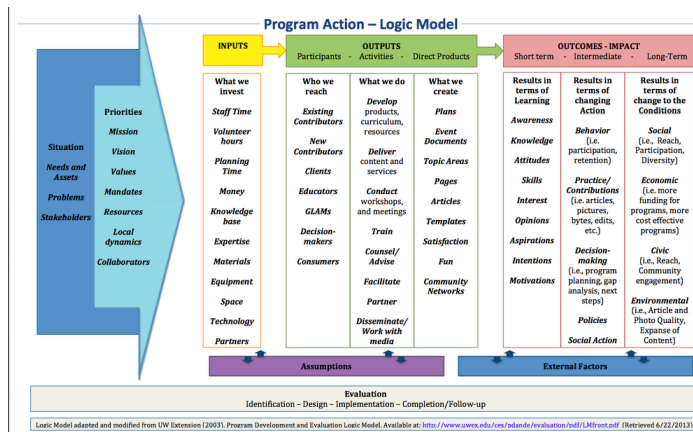 Program Action – Logic Model
INPUTS
OUTPUTS
Participants - Activities - Direct Products
OUTCOMES - IMPACT
Short term - Intermediate - Long-Term
Situation
Needs and
Assets
Problems
Stakeholders
Priorities
Mission
Vision
Values
Mandates
Resources
Local
dynamics
Collaborators
What we
invest
Staff Time
Volunteer
hours
Planning
Time
Money
Knowledge
base
Expertise
Materials
Equipment
Space
Technology
Partners
Who we
reach
Existing
Contributors
New
Contributors
Clients
Educators
GLAMs
Decision-
makers
Consumers
What we do
Develop
products,
curriculum,
resources
Deliver
content and
services
Conduct
workshops,
and meetings
Train
Counsel/
Advise
Facilitate
Partner
Disseminate/
Work with
media
What we
create
Plans
Event
Documents
Topic Areas
Pages
Articles
Templates
Satisfaction
Fun
Community
Networks
Results in
terms of
Learning
Awareness
Knowledge
Attitudes
Skills
Interest
Opinions
Aspirations
Intentions
Motivations
Results in
terms of
changing
Action
Behavior
(i.e.
participation,
retention)
Practice/
Contributions
(i.e. articles,
pictures,
bytes, edits,
etc.)
Decision-
making
(i.e., program
planning, gap
analysis, next
steps)
Policies
Social Action
Results in
terms of
change to the
Conditions
Social
(i.e., Reach,
Participation,
Diversity)
Economic
(i.e. more
funding for
programs, more
cost effective
programs)
Civic
(i.e., Reach,
Community
engagement)
Environmental
(i.e., Article and
Photo Quality,
Expanse of
Content)
Assumptions
External Factors
Evaluation
Identification – Design – Implementation – Completion/Follow-up
Logic Model adapted and modified from UW Extension (2003). Program Development and Evaluation Logic Model. Available at: http://www.uwex.edu/ces/pdande/evaluation/pdf/LMfront.pdf (Retrieved 6/22/2013)